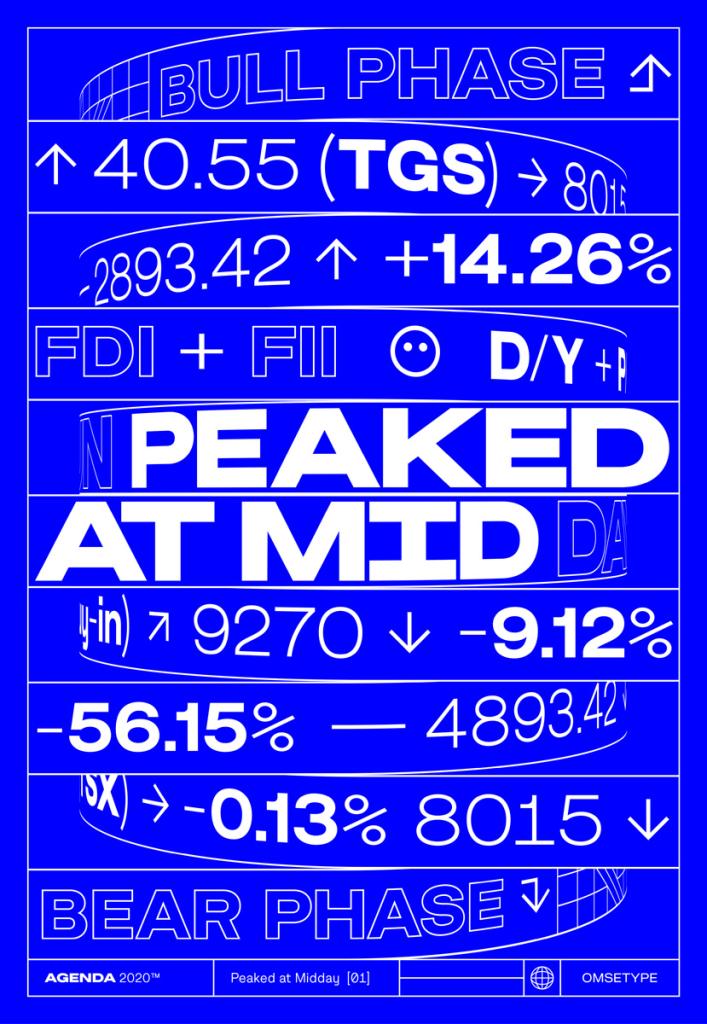 BULL PHASE
↑ 40.55 (TGS) → 8015
-2893.42 ↑ +14.26%
FDI + FII D/Y +
PEAKED
AT MID DA
y-in) ↗ 9270 ↓ -9.12%
-56.15% — 4893.42 ↓
sx) → -0.13% 8015 ↓
BEAR PHASE
AGENDA 2020™ Peaked at Midday [01] OMSETYPE